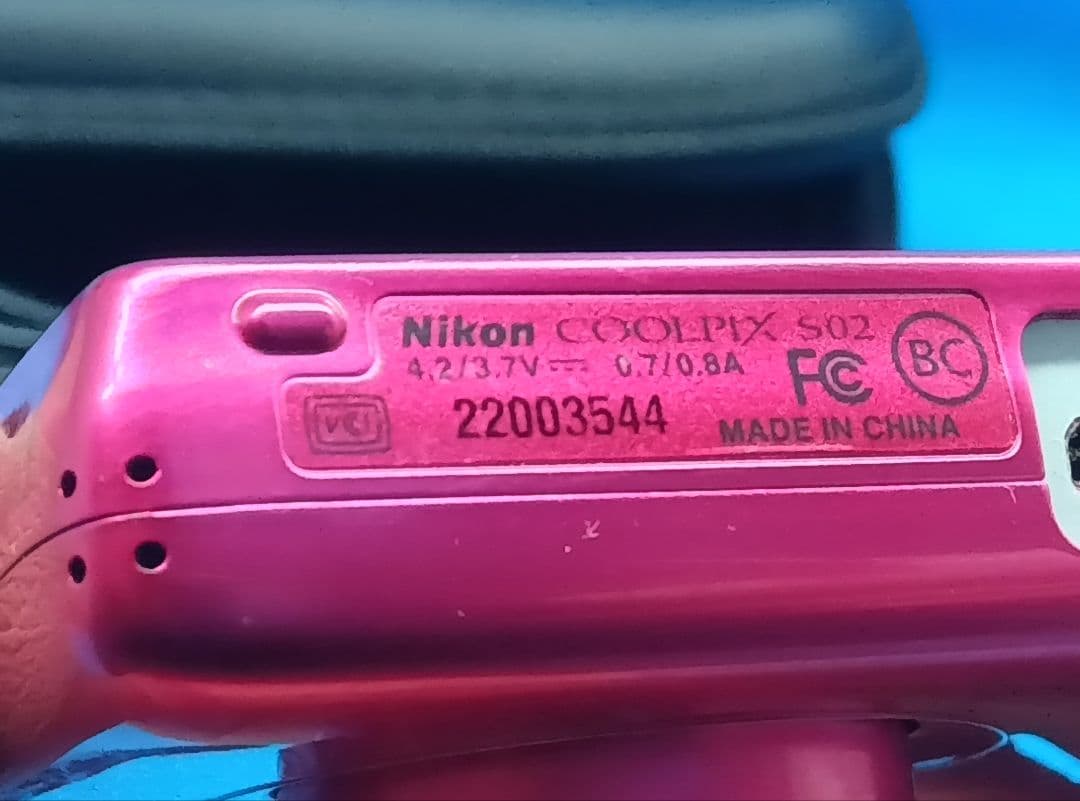 Nikon COOLPIX S02
4.2/3.7V⎓ 0.7/0.8A
FC
BC
VCI
22003544
MADE IN CHINA